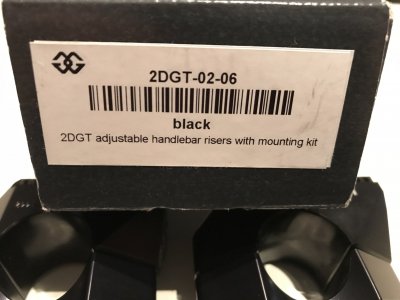 2DGT-02-06
black
2DGT adjustable handlebar risers with mounting kit